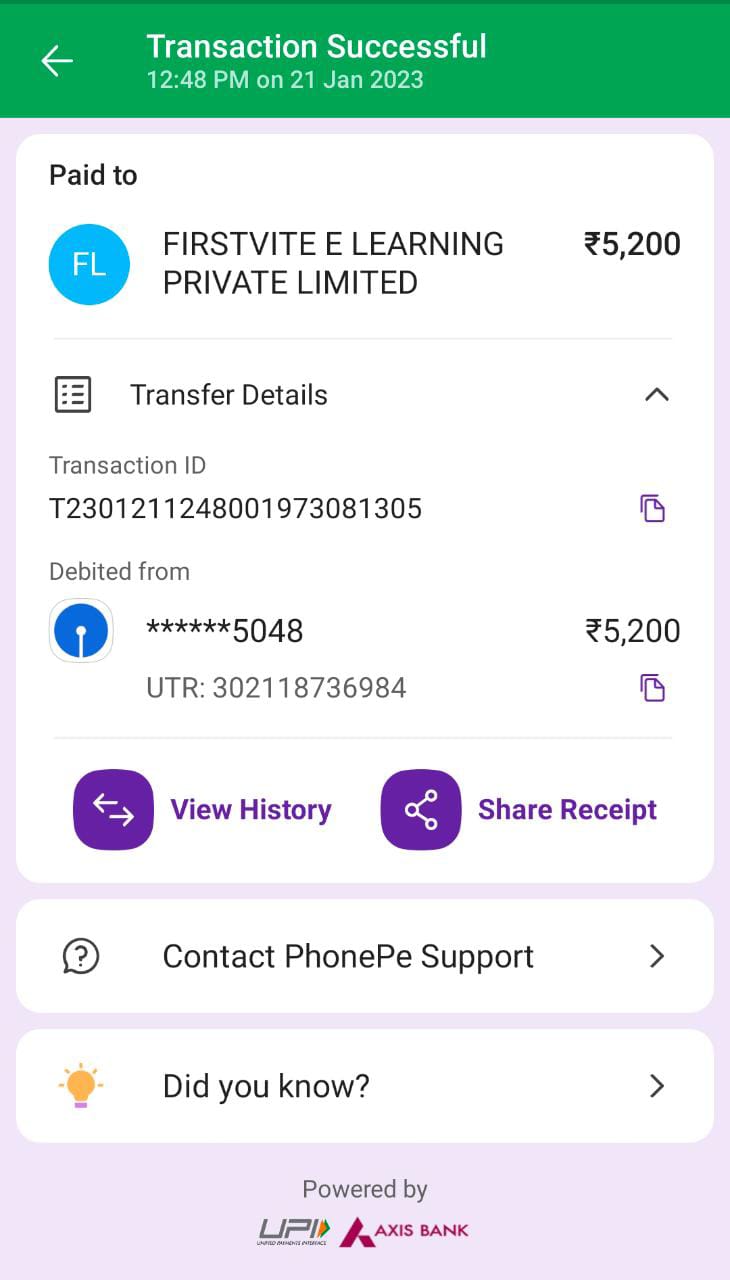 Transaction Successful
12:48 PM on 21 Jan 2023
Paid to
FL
FIRSTVITE E LEARNING
PRIVATE LIMITED
₹5,200
Transfer Details
Transaction ID
T2301211248001973081305
Debited from
******5048
₹5,200
UTR: 302118736984
View History
Share Receipt
Contact PhonePe Support
Did you know?
Powered by
UPI
UNIFIED PAYMENTS INTERFACE
AXIS BANK